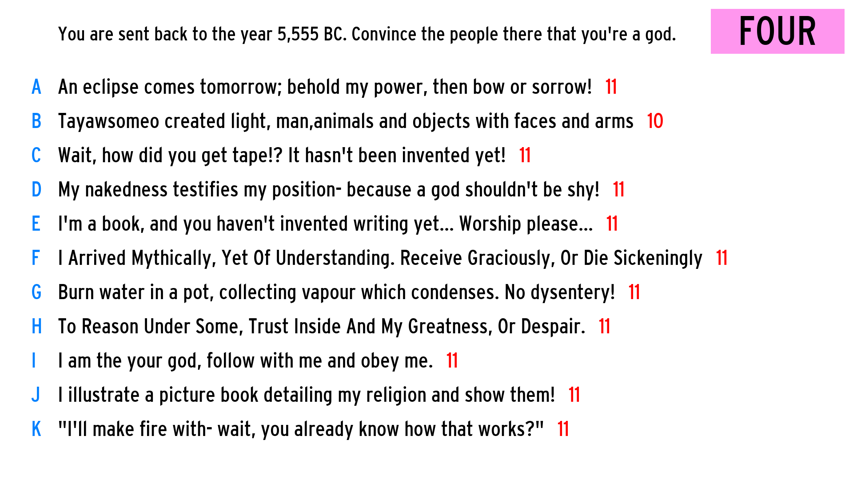 You are sent back to the year 5,555 BC. Convince the people there that you're a god.
FOUR
A An eclipse comes tomorrow; behold my power, then bow or sorrow! 11
B Tayawsomeo created light, man,animals and objects with faces and arms 10
C Wait, how did you get tape!? It hasn't been invented yet! 11
D My nakedness testifies my position- because a god shouldn't be shy! 11
E I'm a book, and you haven't invented writing yet... Worship please... 11
F I Arrived Mythically, Yet Of Understanding. Receive Graciously, Or Die Sickeningly 11
G Burn water in a pot, collecting vapour which condenses. No dysentery! 11
H To Reason Under Some, Trust Inside And My Greatness, Or Despair. 11
I I am the your god, follow with me and obey me. 11
J I illustrate a picture book detailing my religion and show them! 11
K "I'll make fire with- wait, you already know how that works?" 11